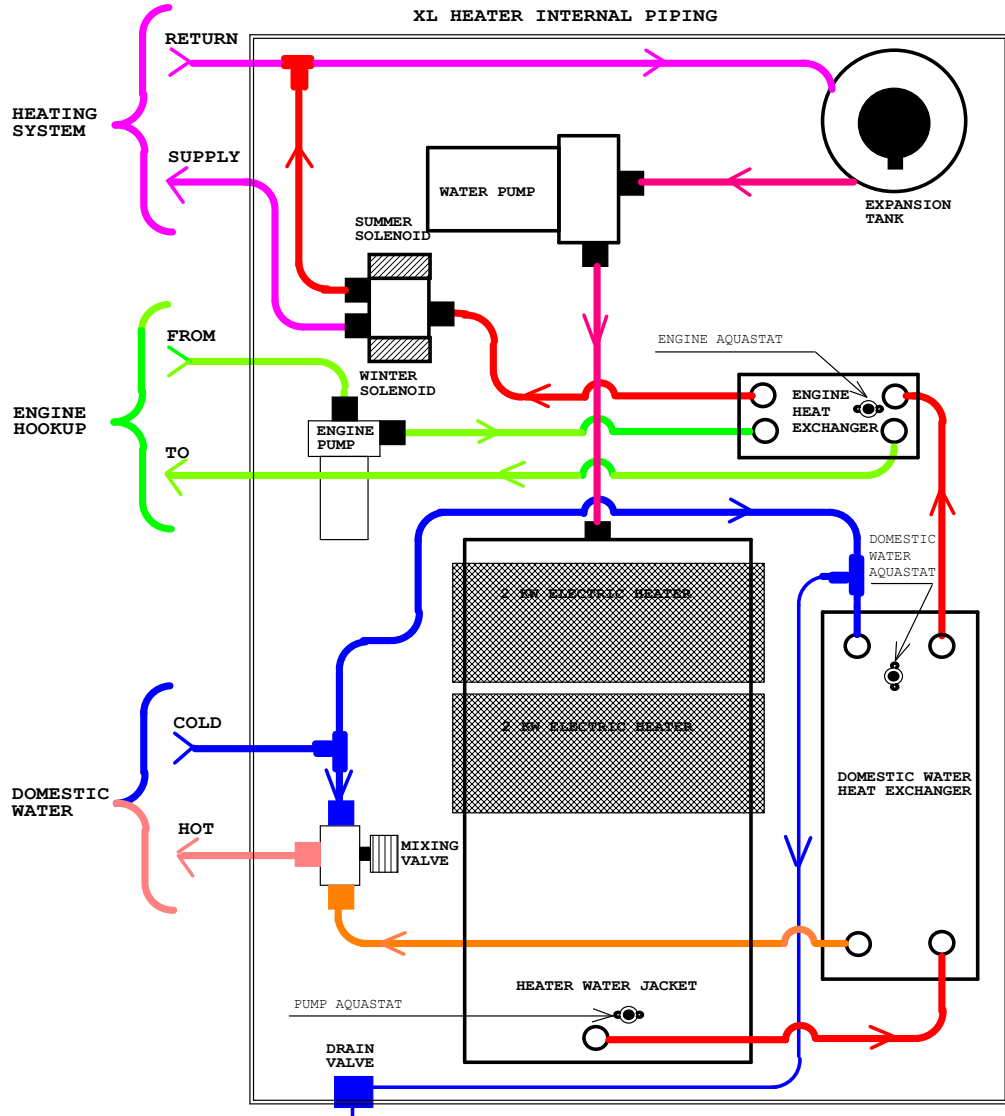 XL HEATER INTERNAL PIPING
RETURN
HEATING
SYSTEM
SUPPLY
WATER PUMP
EXPANSION
TANK
SUMMER
SOLENOID
WINTER
SOLENOID
FROM
ENGINE
HOOKUP
TO
ENGINE
PUMP
ENGINE AQUASTAT
ENGINE
HEAT
EXCHANGER
DOMESTIC
WATER
AQUASTAT
2 KW ELECTRIC HEATER
2 KW ELECTRIC HEATER
COLD
DOMESTIC
WATER
HOT
MIXING
VALVE
DOMESTIC WATER
HEAT EXCHANGER
HEATER WATER JACKET
PUMP AQUASTAT
DRAIN
VALVE